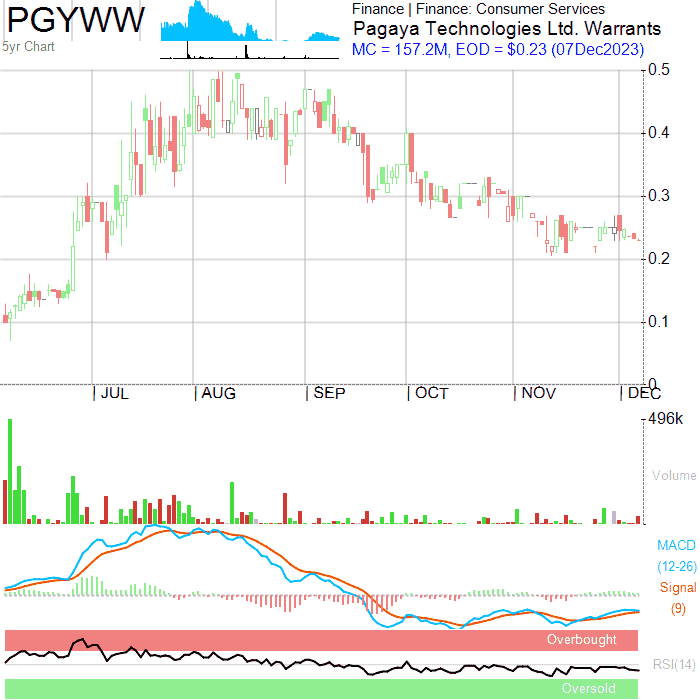 PGYWW
5yr Chart
Finance | Finance: Consumer Services
Pagaya Technologies Ltd. Warrants
MC = 157.2M, EOD = $0.23 (07Dec2023)
0.5
0.4
0.3
0.2
0.1
0
JUL AUG SEP OCT NOV DEC
496k
Volume
MACD
(12-26)
Signal
(9)
Overbought
RSI(14)
Oversold